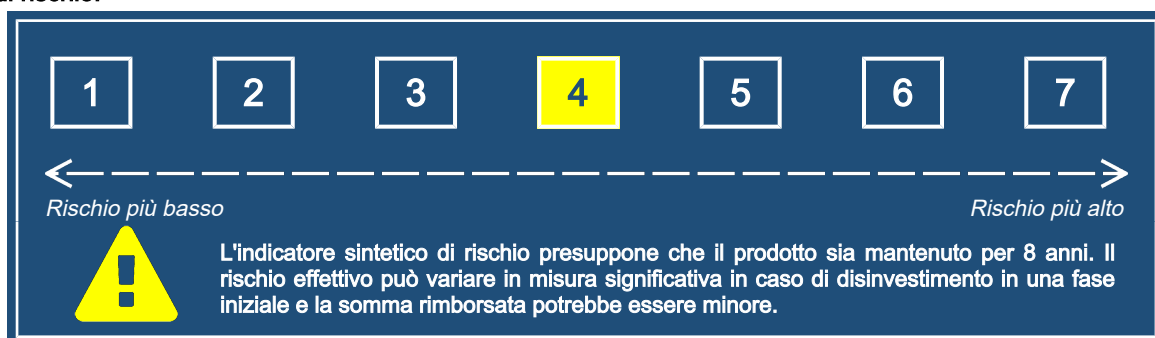 di rischio:
1 2 3 4 5 6 7
Rischio più basso Rischio più alto
L'indicatore sintetico di rischio presuppone che il prodotto sia mantenuto per 8 anni. Il
rischio effettivo può variare in misura significativa in caso di disinvestimento in una fase
iniziale e la somma rimborsata potrebbe essere minore.